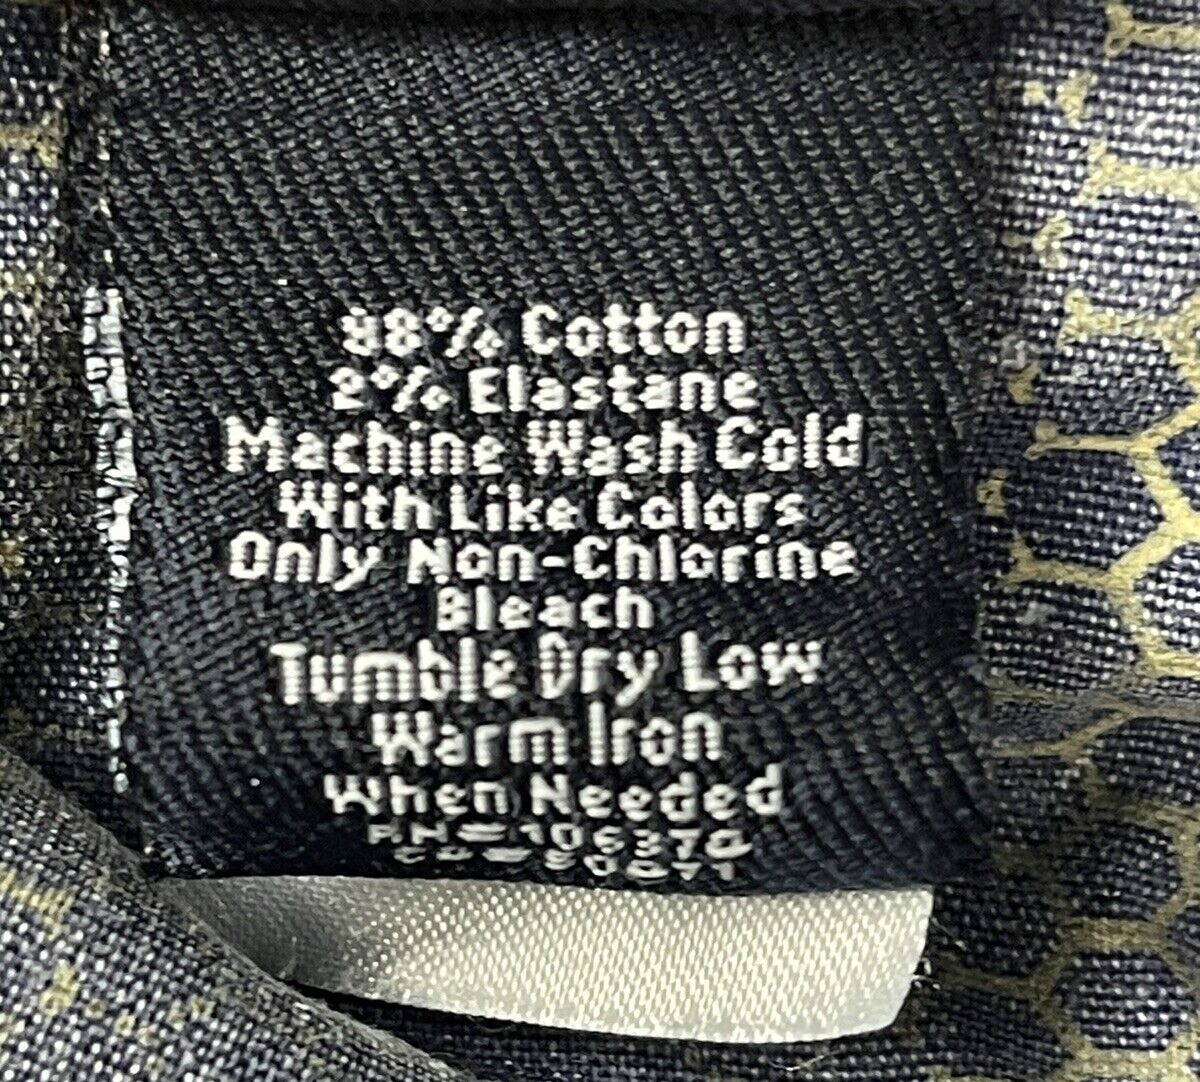 98% Cotton
2% Elastane
Machine Wash Cold
With Like Colors
Only Non-Chlorine
Bleach
Tumble Dry Low
Warm Iron
When Needed